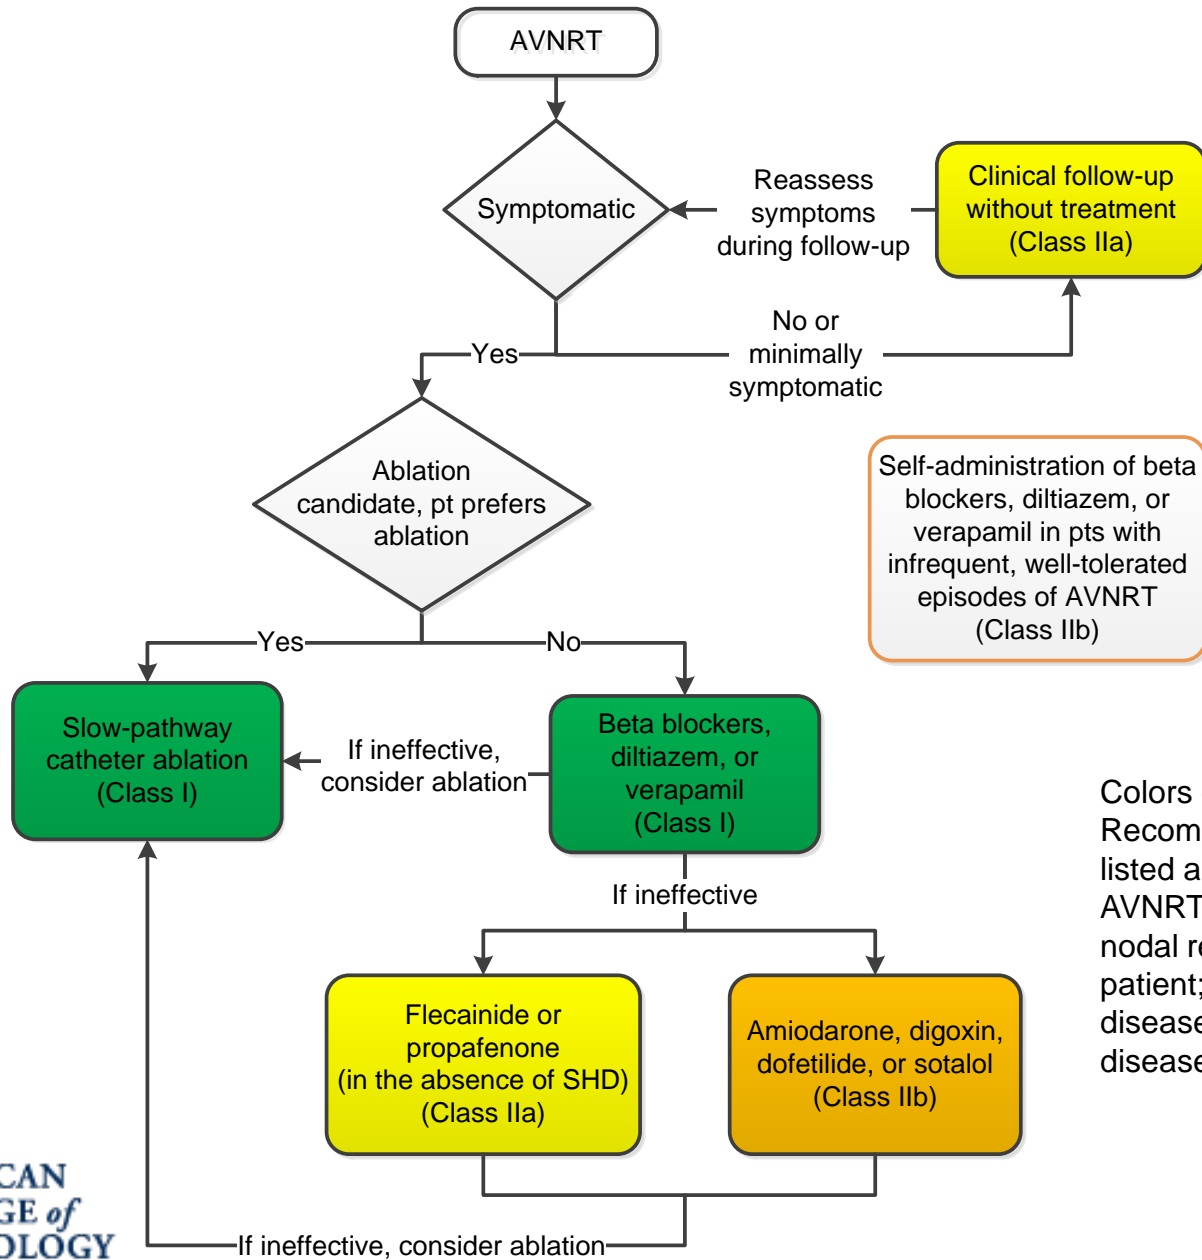 AVNRT
Symptomatic
Reassess
symptoms
during follow-up
Clinical follow-up
without treatment
(Class IIa)
Yes
No or
minimally
symptomatic
Ablation
candidate, pt prefers
ablation
Self-administration of beta
blockers, diltiazem, or
verapamil in pts with
infrequent, well-tolerated
episodes of AVNRT
(Class IIb)
Yes
No
Slow-pathway
catheter ablation
(Class I)
If ineffective,
consider ablation
Beta blockers,
diltiazem, or
verapamil
(Class I)
Colors
Recom
listed a
AVNRT
nodal re
patient;
disease
disease
If ineffective
Flecainide or
propafenone
(in the absence of SHD)
(Class IIa)
Amiodarone, digoxin,
dofetilide, or sotalol
(Class IIb)
If ineffective, consider ablation
CAN
GE of
OLOGY